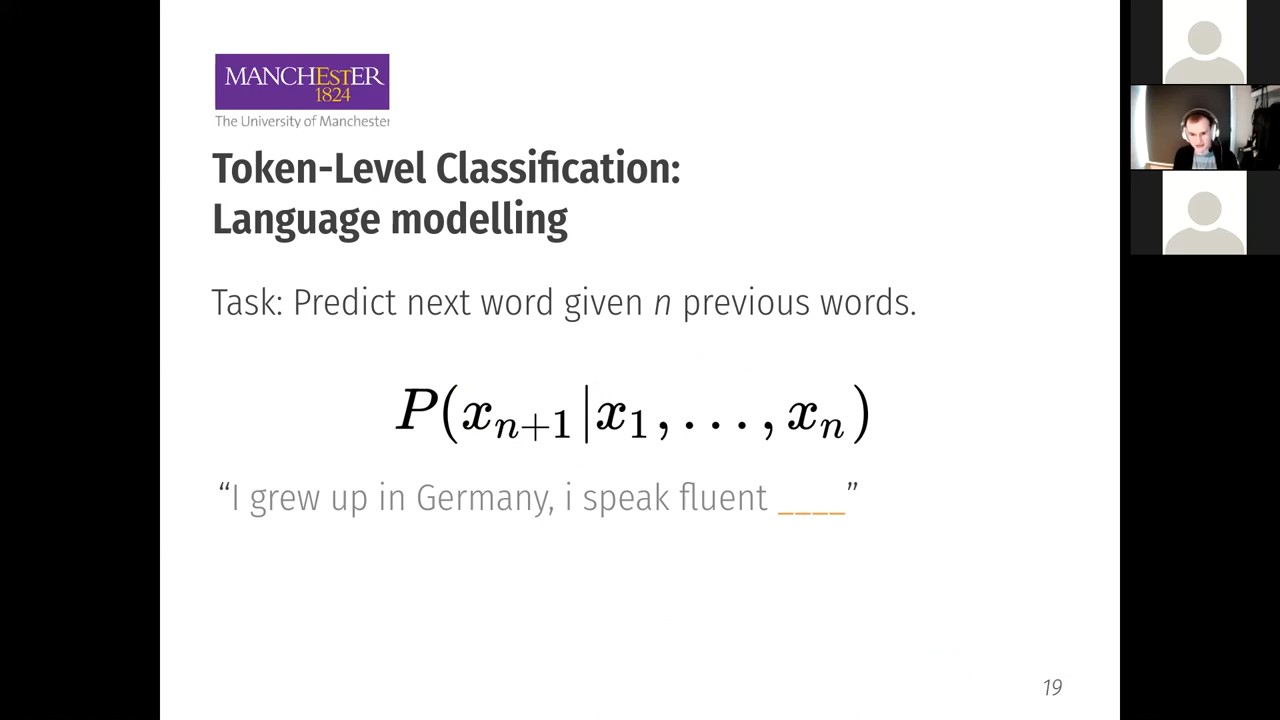 MANCHESTER
1824
The University of Manchester
Token-Level Classification:
Language modelling
Task: Predict next word given n previous words.
P(x_{n+1}|x_1, . . . , x_n)
“I grew up in Germany, i speak fluent ____”
19